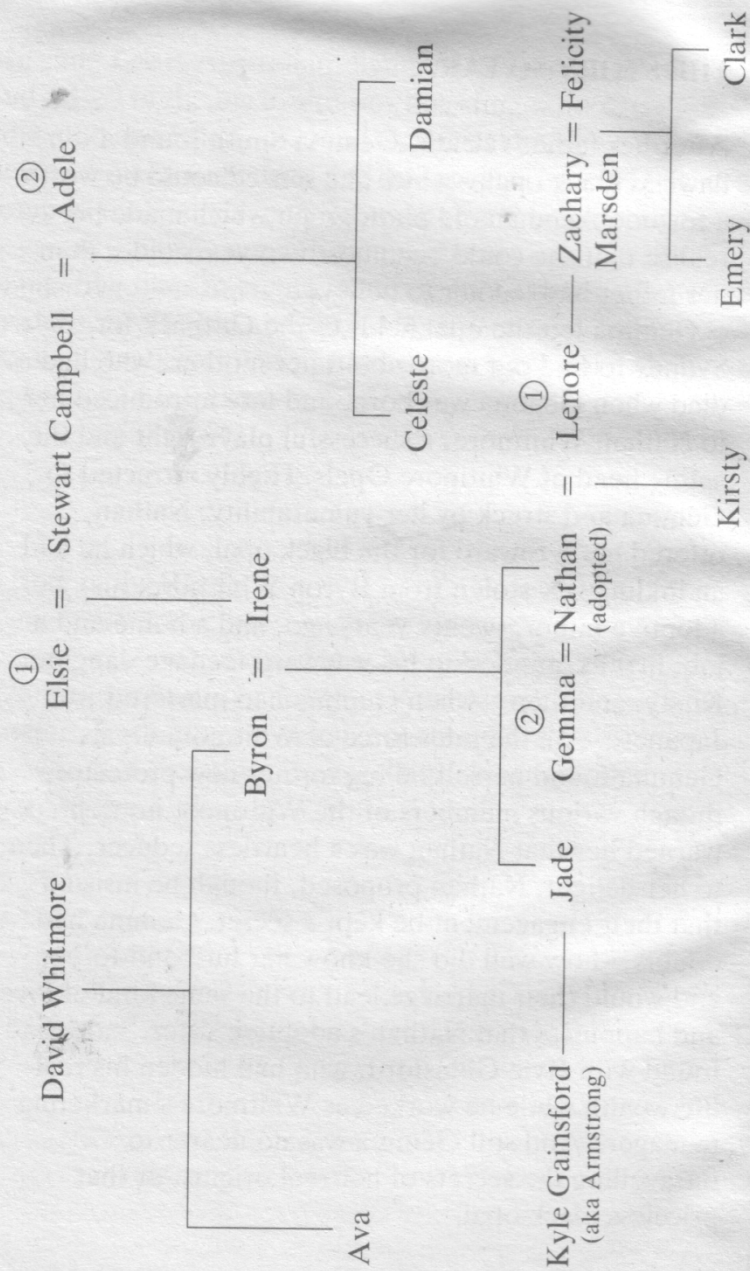 ① ②
David Whitmore Elsie = Stewart Campbell = Adele
Byron = Irene
Ava Celeste Damian
② ①
Kyle Gainsford Jade Gemma = Nathan = Lenore Zachary = Felicity
(aka Armstrong) (adopted) Marsden
Kirsty Emery Clark